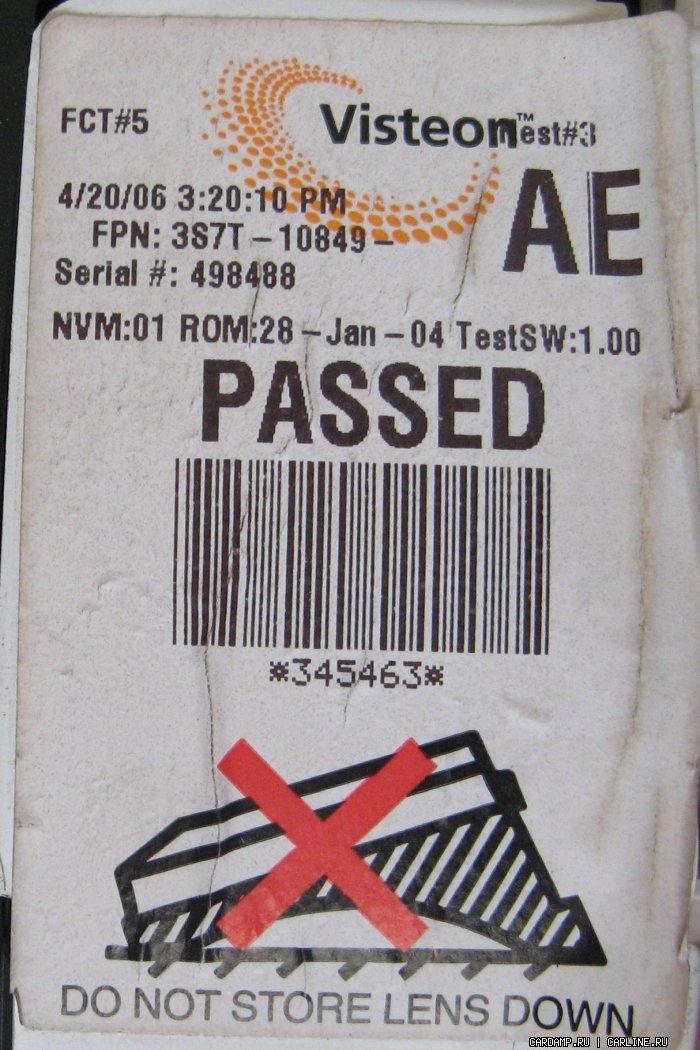 FCT#5
Visteon™
Test#3
4/20/06 3:20:10 PM
FPN: 3S7T-10849-
AE
Serial #: 498488
NVM:01 ROM:28-Jan-04 TestSW:1.00
PASSED
*345463*
DO NOT STORE LENS DOWN
CARDAMP.RU | CARLINE.RU